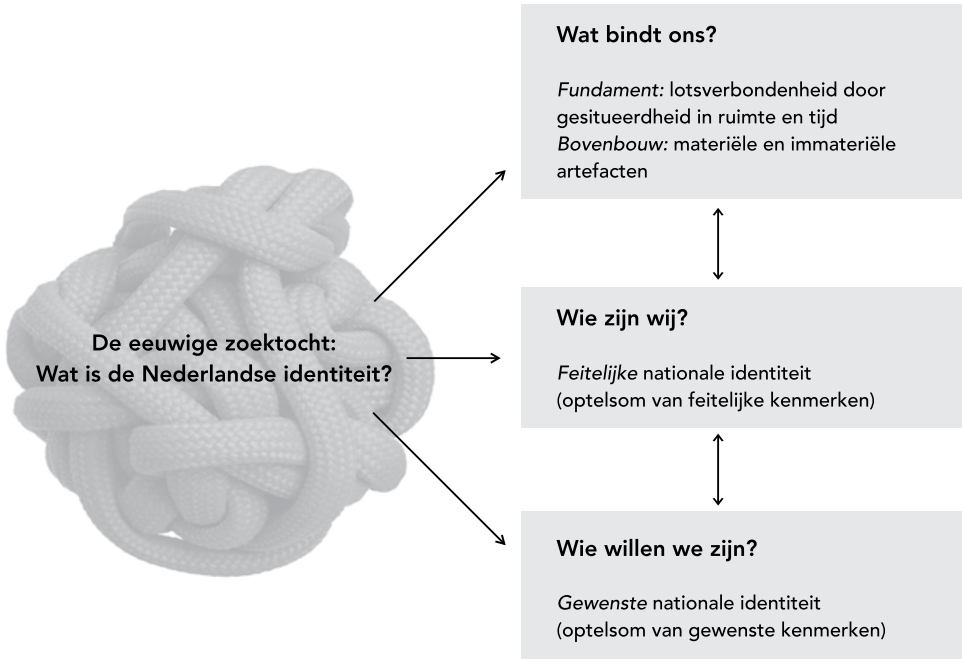 Wat bindt ons?
Fundament: lotsverbondenheid door
gesitueerdheid in ruimte en tijd
Bovenbouw: materiële en immateriële
artefacten
De eeuwige zoektocht:
Wat is de Nederlandse identiteit?
Wie zijn wij?
Feitelijke nationale identiteit
(optelsom van feitelijke kenmerken)
Wie willen we zijn?
Gewenste nationale identiteit
(optelsom van gewenste kenmerken)